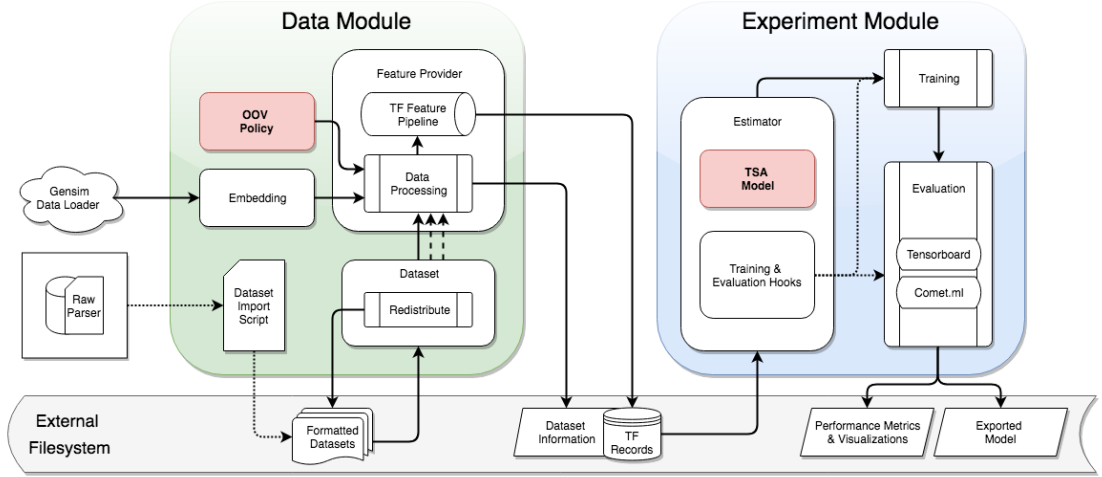 Data Module
Experiment Module
Feature Provider
TF Feature
Pipeline
OOV
Policy
Data
Processing
Gensim
Data Loader
Embedding
Raw
Parser
Dataset
Import
Script
Dataset
Redistribute
Estimator
TSA
Model
Training &
Evaluation Hooks
Training
Evaluation
Tensorboard
Comet.ml
External
Filesystem
Formatted
Datasets
Dataset
Information
TF
Records
Performance Metrics
& Visualizations
Exported
Model